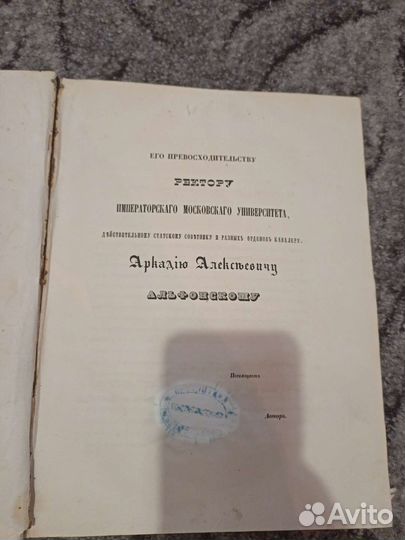 ЕГО ПРЕВОСХОДИТЕЛЬСТВУ
РЕКТОРУ
ИМПЕРАТОРСКАГО МОСКОВСКАГО УНИВЕРСИТЕТА,
ДѢЙСТВИТЕЛЬНОМУ СТАТСКОМУ СОВѢТНИКУ И РАЗНЫХЪ ОРДЕНОВЪ КАВАЛЕРУ,
Аркадію Алексѣевичу
АЛЬФОНСКОМУ
Посвящаетъ
Авторъ.
Avito